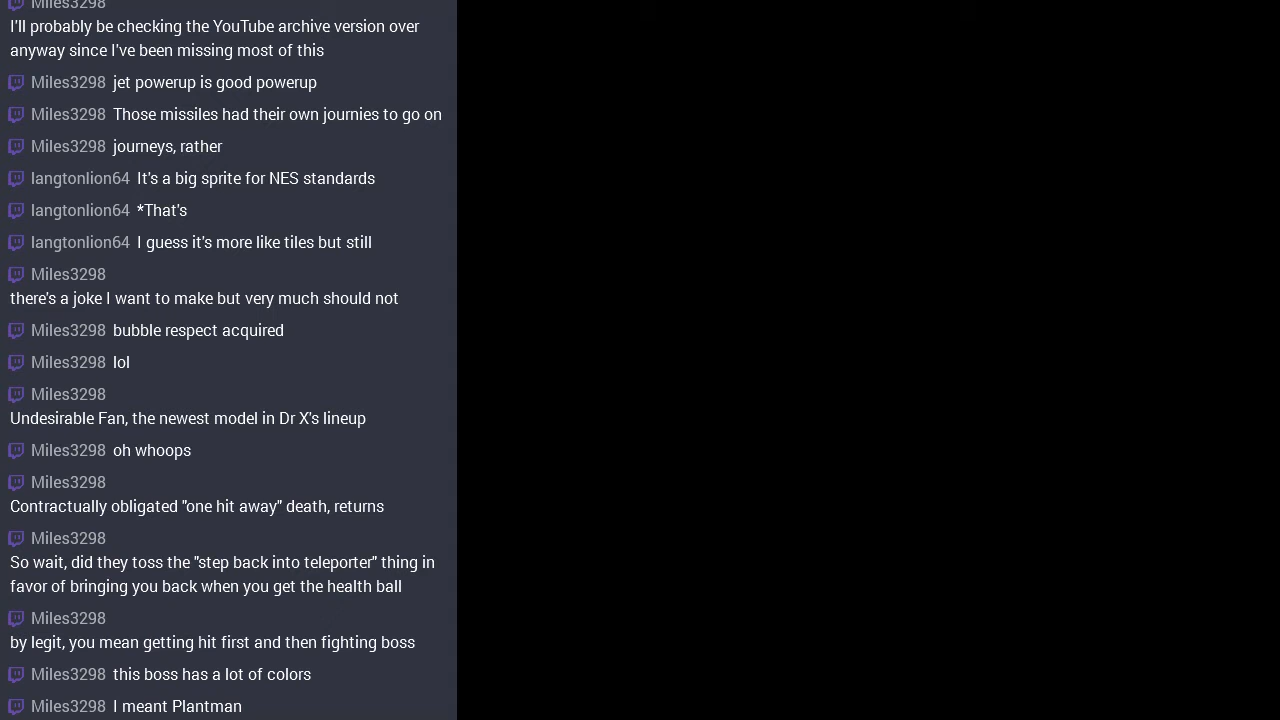 Miles3298
I'll probably be checking the YouTube archive version over
anyway since I've been missing most of this
Miles3298 jet powerup is good powerup
Miles3298 Those missiles had their own journies to go on
Miles3298 journeys, rather
langtonlion64 It's a big sprite for NES standards
langtonlion64 *That's
langtonlion64 I guess it's more like tiles but still
Miles3298
there's a joke I want to make but very much should not
Miles3298 bubble respect acquired
Miles3298 lol
Miles3298
Undesirable Fan, the newest model in Dr X's lineup
Miles3298 oh whoops
Miles3298
Contractually obligated "one hit away" death, returns
Miles3298
So wait, did they toss the "step back into teleporter" thing in
favor of bringing you back when you get the health ball
Miles3298
by legit, you mean getting hit first and then fighting boss
Miles3298 this boss has a lot of colors
Miles3298 I meant Plantman